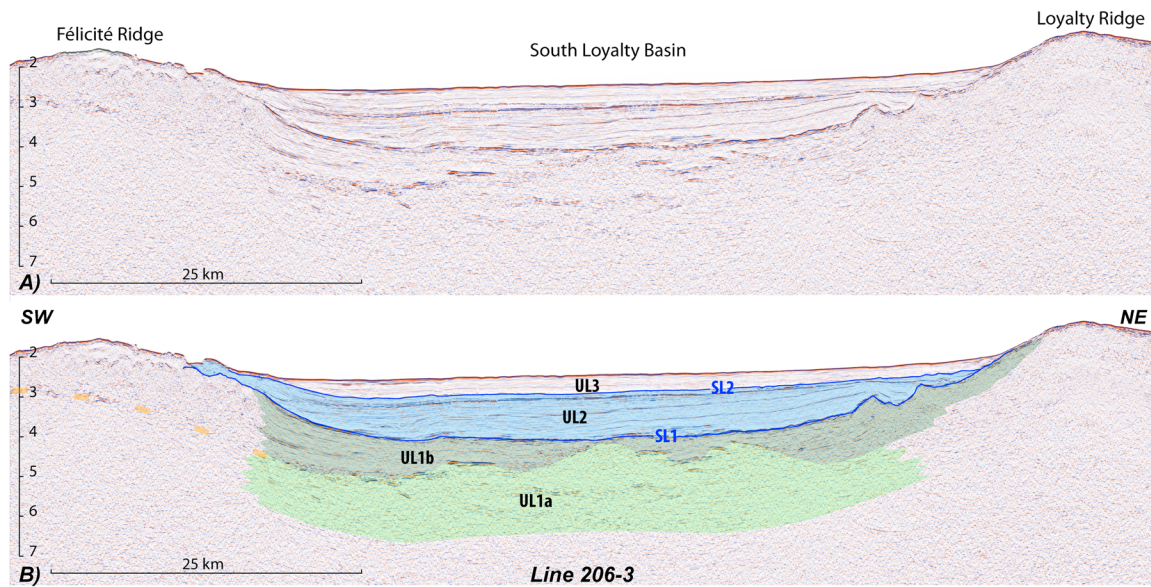 Félicité Ridge
Loyalty Ridge
South Loyalty Basin
2
3
4
5
6
7
25 km
A)
SW
NE
2
3
4
5
6
7
UL3
SL2
UL2
SL1
UL1b
UL1a
25 km
B)
Line 206-3